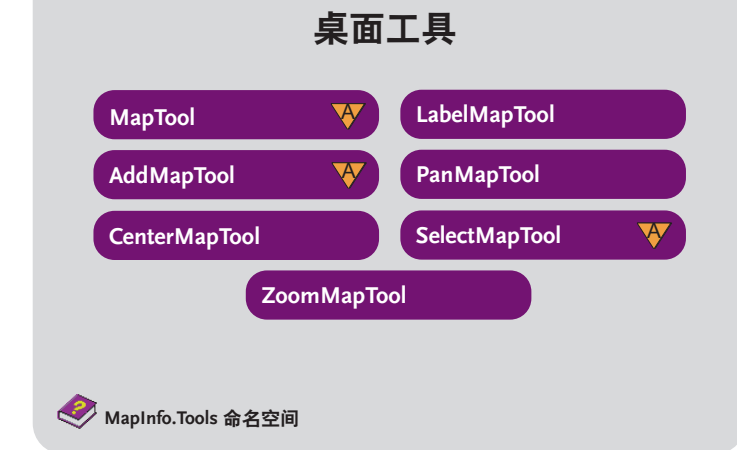 桌面工具
MapTool A
LabelMapTool
AddMapTool A
PanMapTool
CenterMapTool
SelectMapTool A
ZoomMapTool
? MapInfo.Tools 命名空间